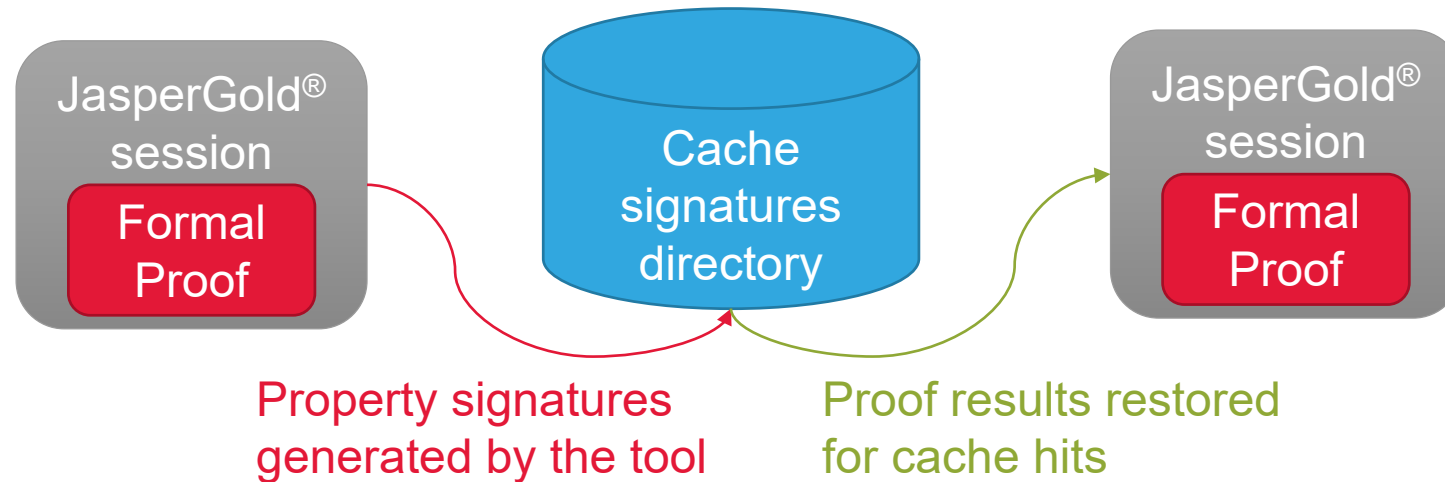 JasperGold®
session
Formal
Proof
Cache
signatures
directory
JasperGold®
session
Formal
Proof
Property signatures
generated by the tool
Proof results restored
for cache hits